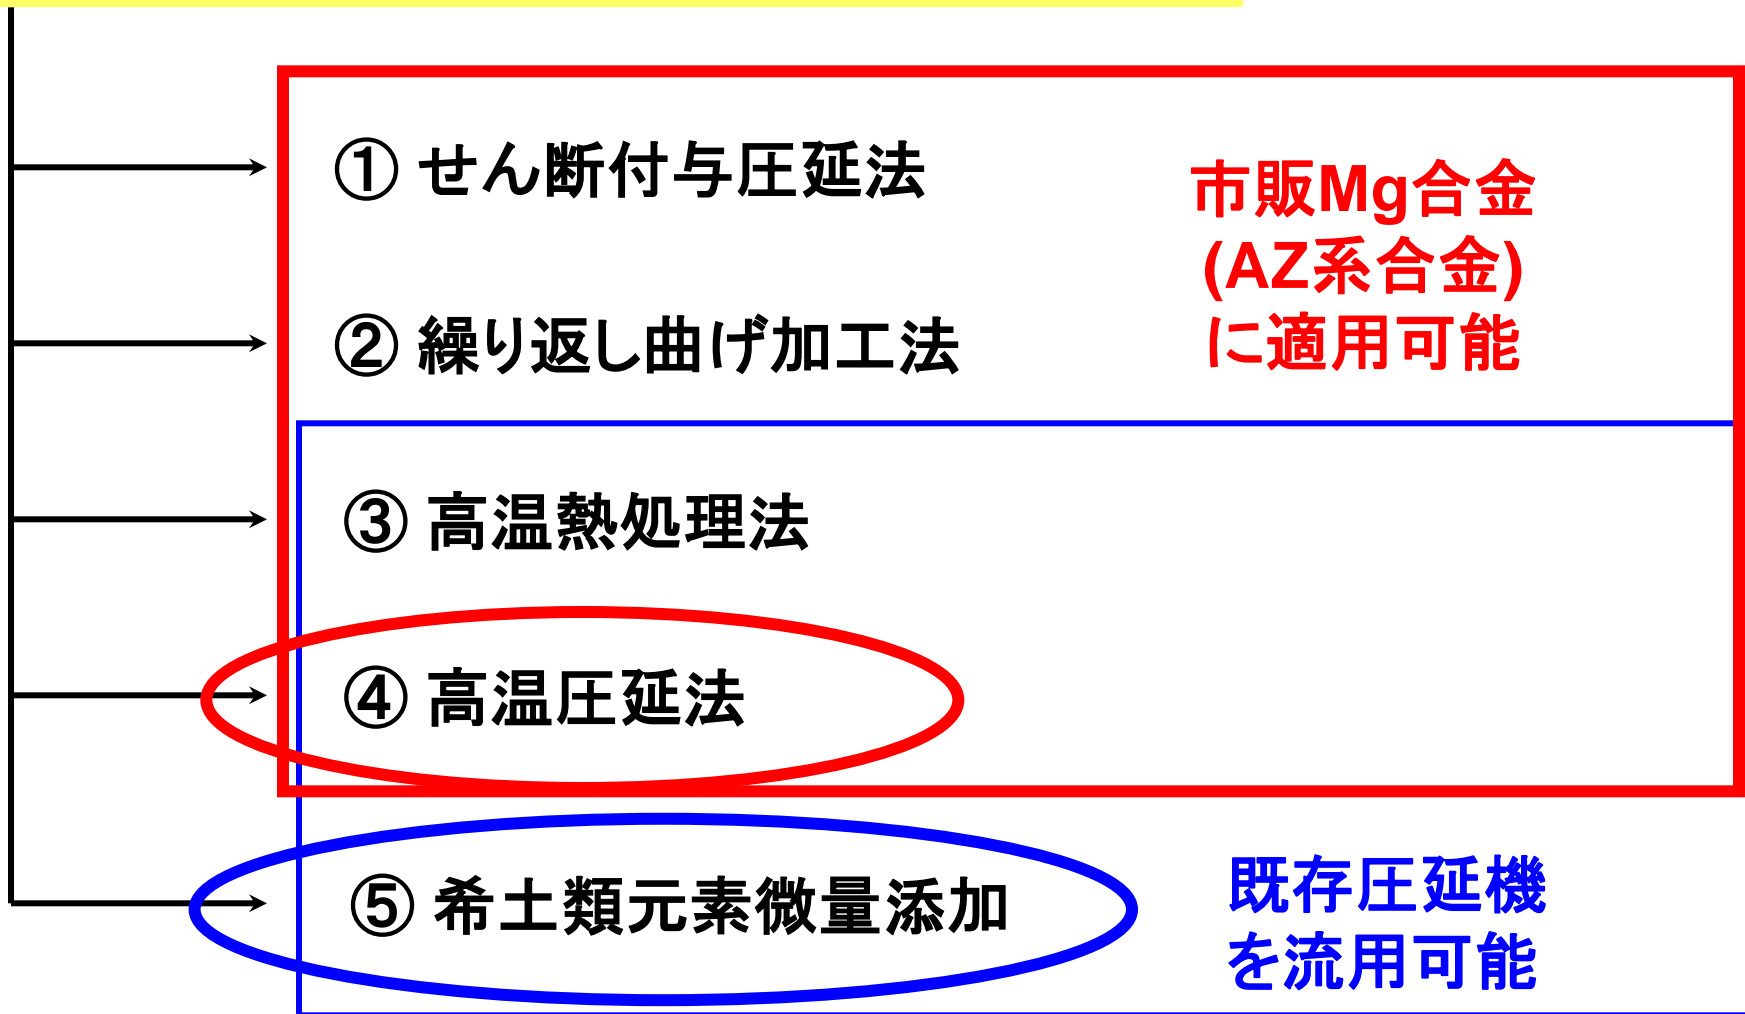 ① せん断付与圧延法
② 繰り返し曲げ加工法
市販Mg合金
(AZ系合金)
に適用可能
③ 高温熱処理法
④ 高温圧延法
⑤ 希土類元素微量添加
既存圧延機
を流用可能